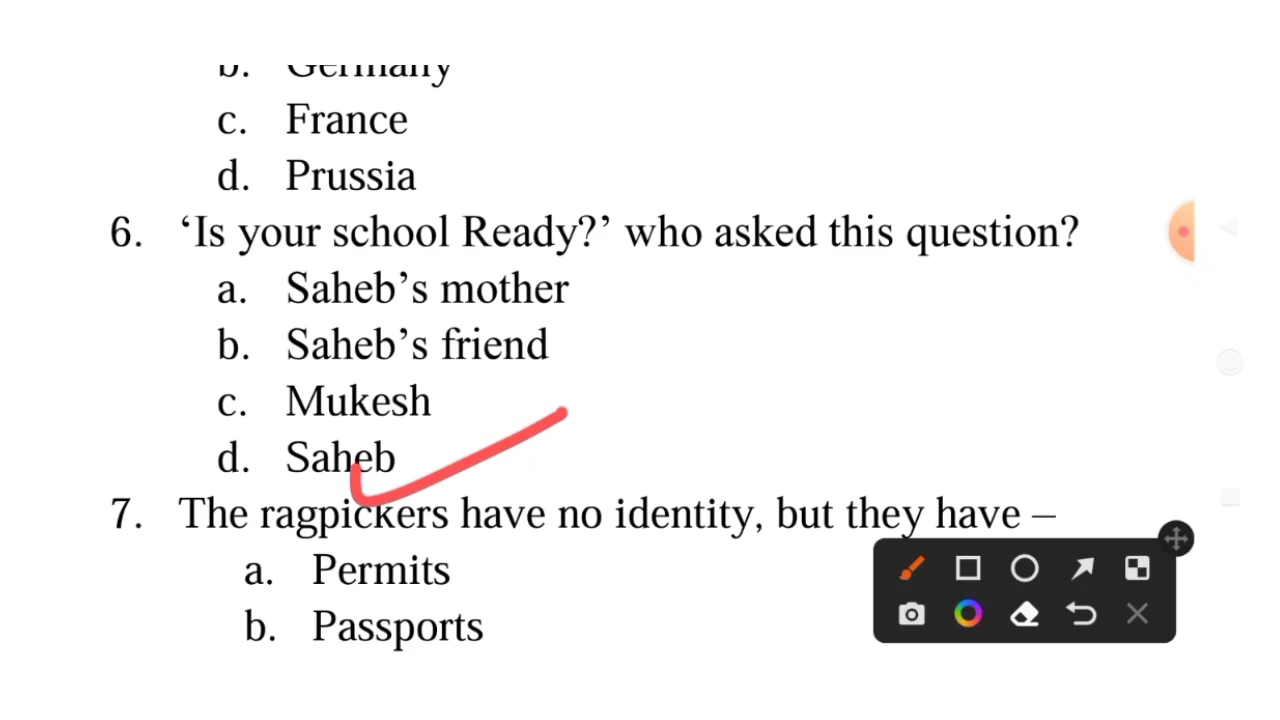 b. Germany
c. France
d. Prussia
6. ‘Is your school Ready?’ who asked this question?
a. Saheb’s mother
b. Saheb’s friend
c. Mukesh
d. Saheb
7. The ragpickers have no identity, but they have –
a. Permits
b. Passports